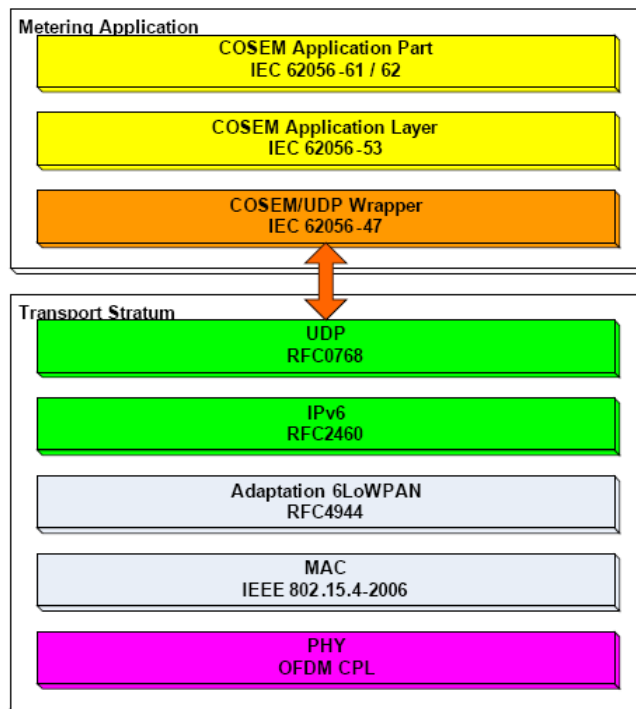 Metering Application
COSEM Application Part
IEC 62056-61 / 62
COSEM Application Layer
IEC 62056-53
COSEM/UDP Wrapper
IEC 62056-47
Transport Stratum
UDP
RFC0768
IPv6
RFC2460
Adaptation 6LoWPAN
RFC4944
MAC
IEEE 802.15.4-2006
PHY
OFDM CPL